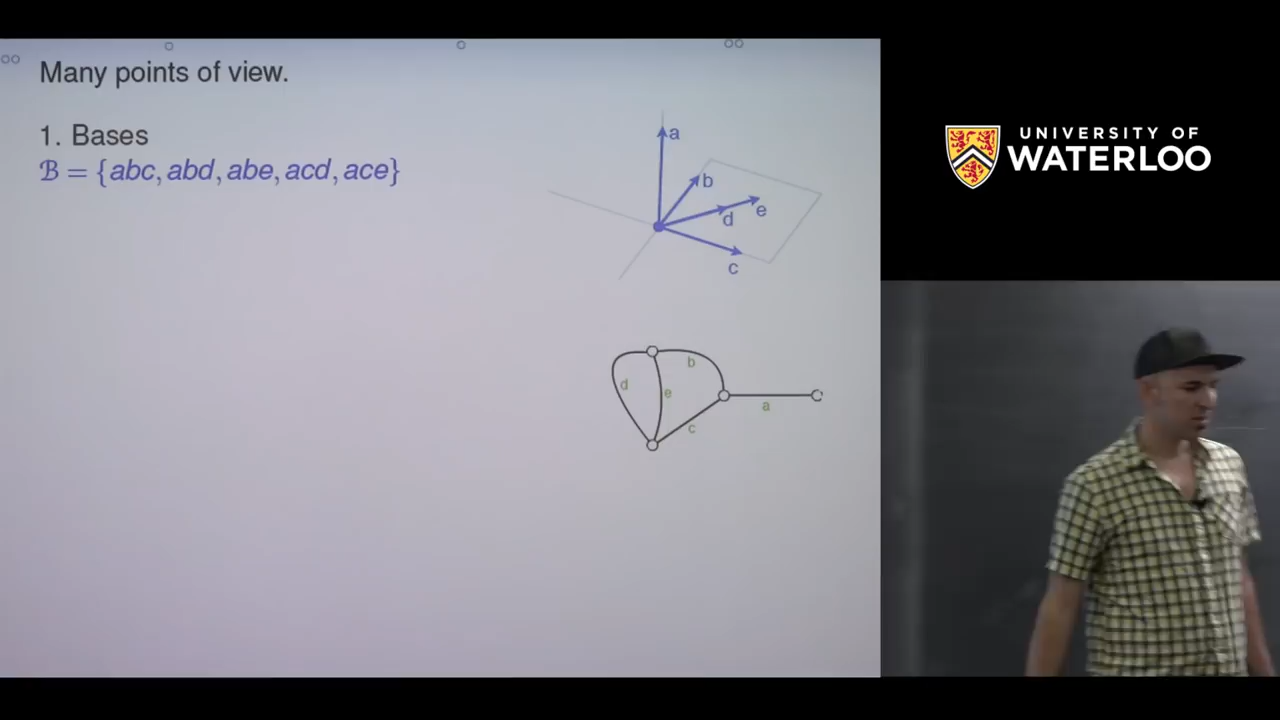 Many points of view.
1. Bases
ℬ = {abc, abd, abe, acd, ace}
a
b
d
e
c
b
d
e
a
c
UNIVERSITY OF
WATERLOO